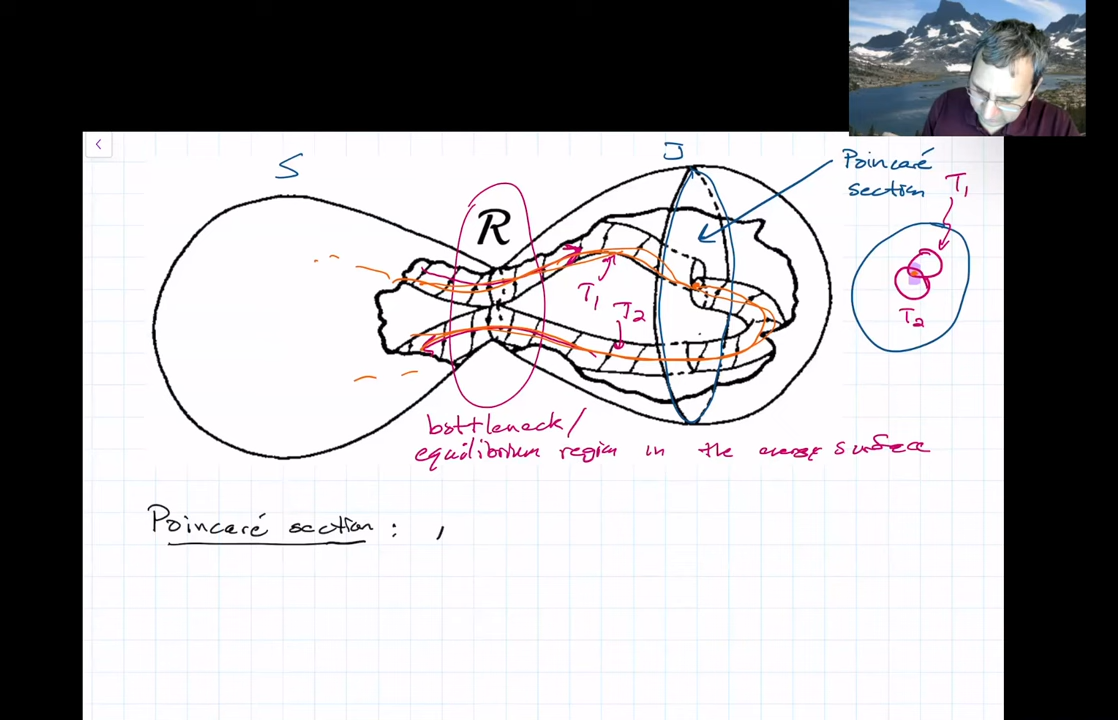 S
J
Poincaré
section
T1
R
T1
T2
T2
bottleneck/
equilibrium region in the energy surface
Poincaré section :